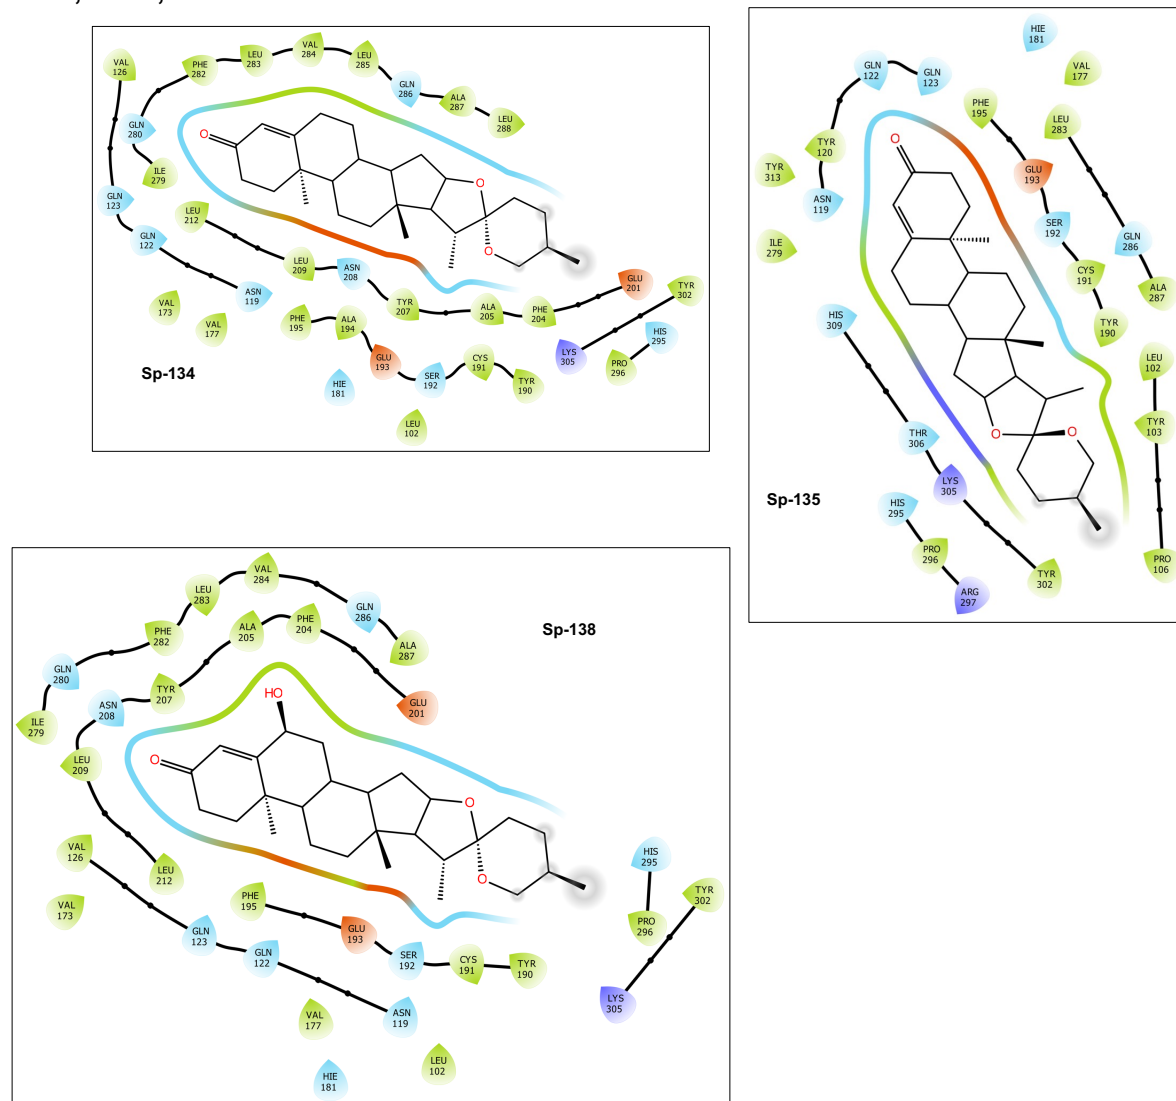 VAL
126
PHE
282
LEU
283
VAL
284
LEU
285
GLN
286
ALA
287
LEU
288
GLN
280
ILE
279
O
O
O
GLN
123
LEU
212
GLN
122
LEU
209
ASN
208
ASN
119
TYR
207
ALA
205
PHE
204
GLU
201
TYR
302
VAL
173
VAL
177
PHE
195
ALA
194
GLU
193
SER
192
CYS
191
TYR
190
LYS
305
PRO
296
HIS
295
HIE
181
LEU
102
Sp-134
HIE
181
GLN
122
GLN
123
VAL
177
PHE
195
LEU
283
TYR
120
TYR
313
GLU
193
ASN
119
SER
192
ILE
279
GLN
286
CYS
191
ALA
287
TYR
190
HIS
309
LEU
102
TYR
103
THR
306
LYS
305
HIS
295
PRO
296
ARG
297
TYR
302
PRO
106
O
O
O
Sp-135
VAL
284
LEU
283
GLN
286
PHE
282
ALA
205
PHE
204
ALA
287
GLN
280
TYR
207
ASN
208
GLU
201
ILE
279
LEU
209
HO
O
O
O
VAL
126
LEU
212
VAL
173
PHE
195
GLN
123
GLN
122
GLU
193
SER
192
CYS
191
TYR
190
HIS
295
PRO
296
TYR
302
LYS
305
VAL
177
ASN
119
HIE
181
LEU
102
Sp-138